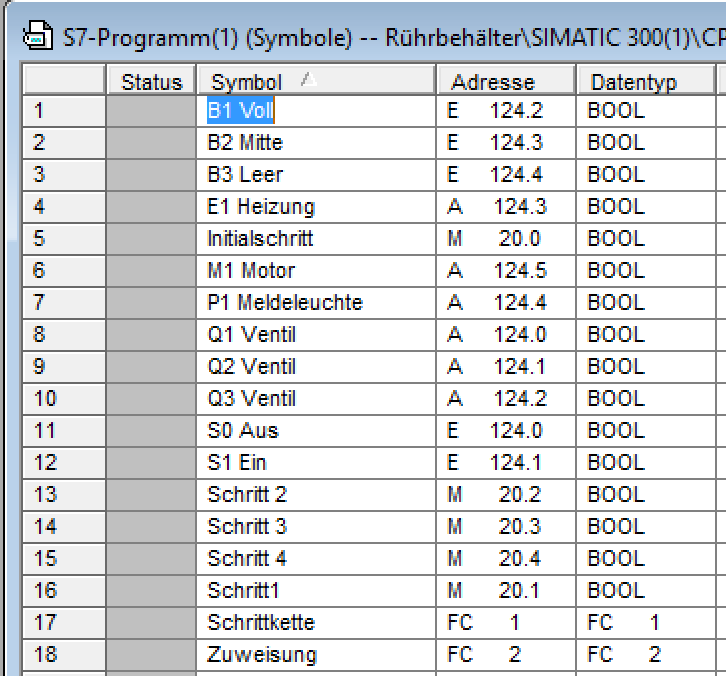 S7-Programm(1) (Symbole) -- Rührbehälter\SIMATIC 300(1)\CP
Status Symbol Adresse Datentyp
1 B1 Voll E 124.2 BOOL
2 B2 Mitte E 124.3 BOOL
3 B3 Leer E 124.4 BOOL
4 E1 Heizung A 124.3 BOOL
5 Initialschritt M 20.0 BOOL
6 M1 Motor A 124.5 BOOL
7 P1 Meldeleuchte A 124.4 BOOL
8 Q1 Ventil A 124.0 BOOL
9 Q2 Ventil A 124.1 BOOL
10 Q3 Ventil A 124.2 BOOL
11 S0 Aus E 124.0 BOOL
12 S1 Ein E 124.1 BOOL
13 Schritt 2 M 20.2 BOOL
14 Schritt 3 M 20.3 BOOL
15 Schritt 4 M 20.4 BOOL
16 Schritt1 M 20.1 BOOL
17 Schrittkette FC 1 FC 1
18 Zuweisung FC 2 FC 2